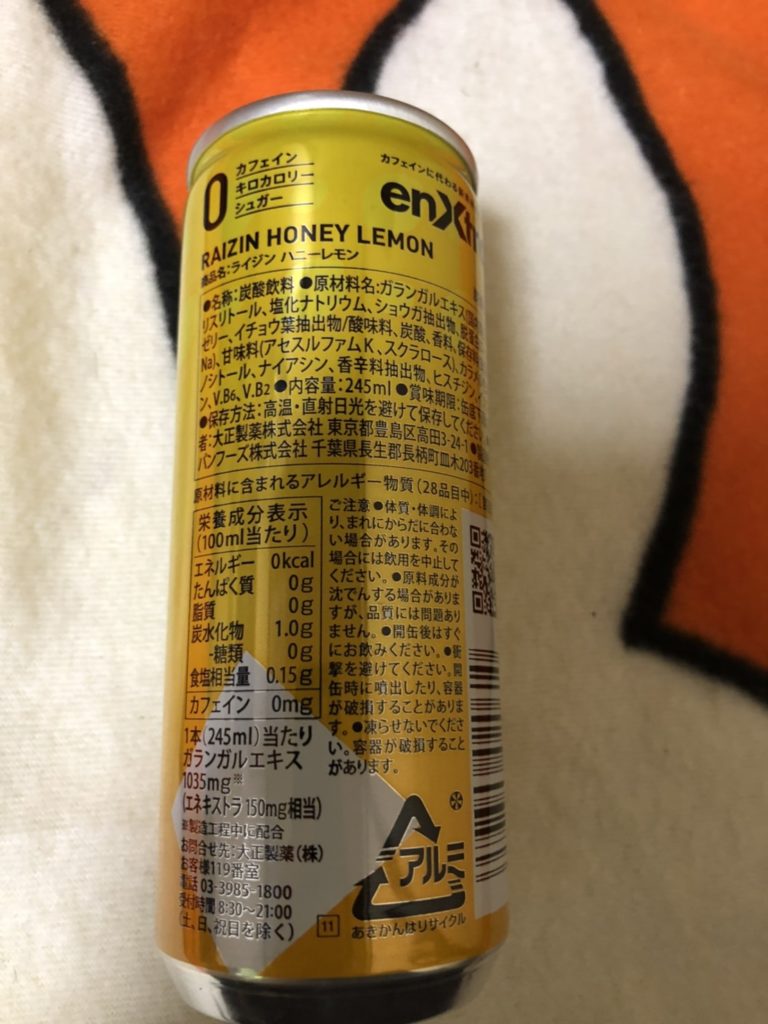 0
カフェイン
キロカロリー
シュガー
カフェインに代わる
enXtr
RAIZIN HONEY LEMON
商品名:ライジン ハニーレモン
●名称:炭酸飲料 ●原材料名:ガランガルエキス
リスリトール、塩化ナトリウム、ショウガ抽出物、
ゼリー、イチョウ葉抽出物/酸味料、炭酸、香料、
Na)、甘味料(アセスルファムK、スクラロース)、
ノシトール、ナイアシン、香辛料抽出物、ヒスチジン、
ン、V.B6、V.B2 ●内容量:245ml ●賞味期限:
●保存方法:高温・直射日光を避けて保存してください
者:大正製薬株式会社 東京都豊島区高田3-24-1
パンフーズ株式会社 千葉県長生郡長柄町皿木203
原材料に含まれるアレルギー物質(28品目中):
栄養成分表示
(100ml当たり)
エネルギー 0kcal
たんぱく質 0g
脂質 0g
炭水化物 1.0g
-糖類 0g
食塩相当量 0.15g
カフェイン 0mg
1本(245ml)当たり
ガランガルエキス
1035mg※
(エネキストラ 150mg相当)
※製造工程中に配合
お問合せ先:大正製薬(株)
お客様119番室
電話 03-3985-1800
受付時間 8:30~21:00
(土、日、祝日を除く)
ご注意 ●体質・体調によ
り、まれにからだに合わな
い場合があります。その
場合には飲用を中止して
ください。●原料成分が
沈でんする場合がありま
すが、品質には問題あり
ません。●開缶後はすぐ
にお飲みください。●衝
撃を避けてください。開
缶時に噴出したり、容器
が破損することがありま
す。●凍らせないでくださ
い。容器が破損すること
があります。
アルミ
11
あきかんはリサイクル